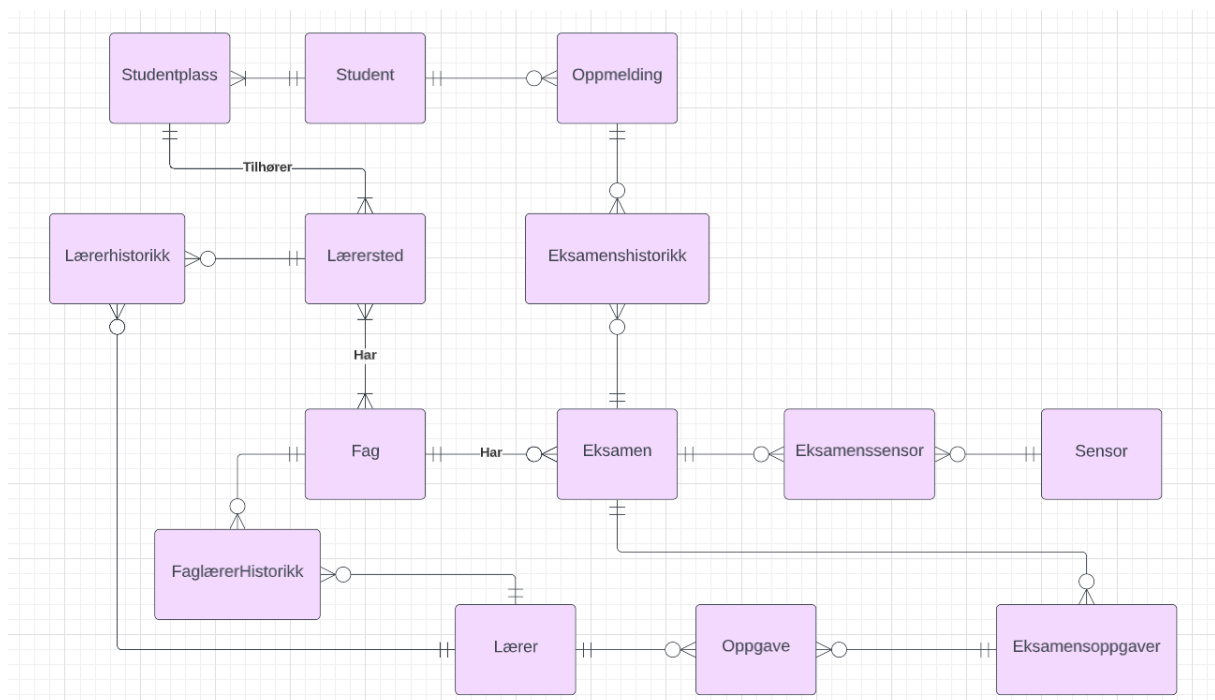 Studentplass
Student
Oppmelding
Tilhører
Lærerhistorikk
Lærersted
Eksamenshistorikk
Har
Fag
Har
Eksamen
Eksamenssensor
Sensor
FaglærerHistorikk
Lærer
Oppgave
Eksamensoppgaver